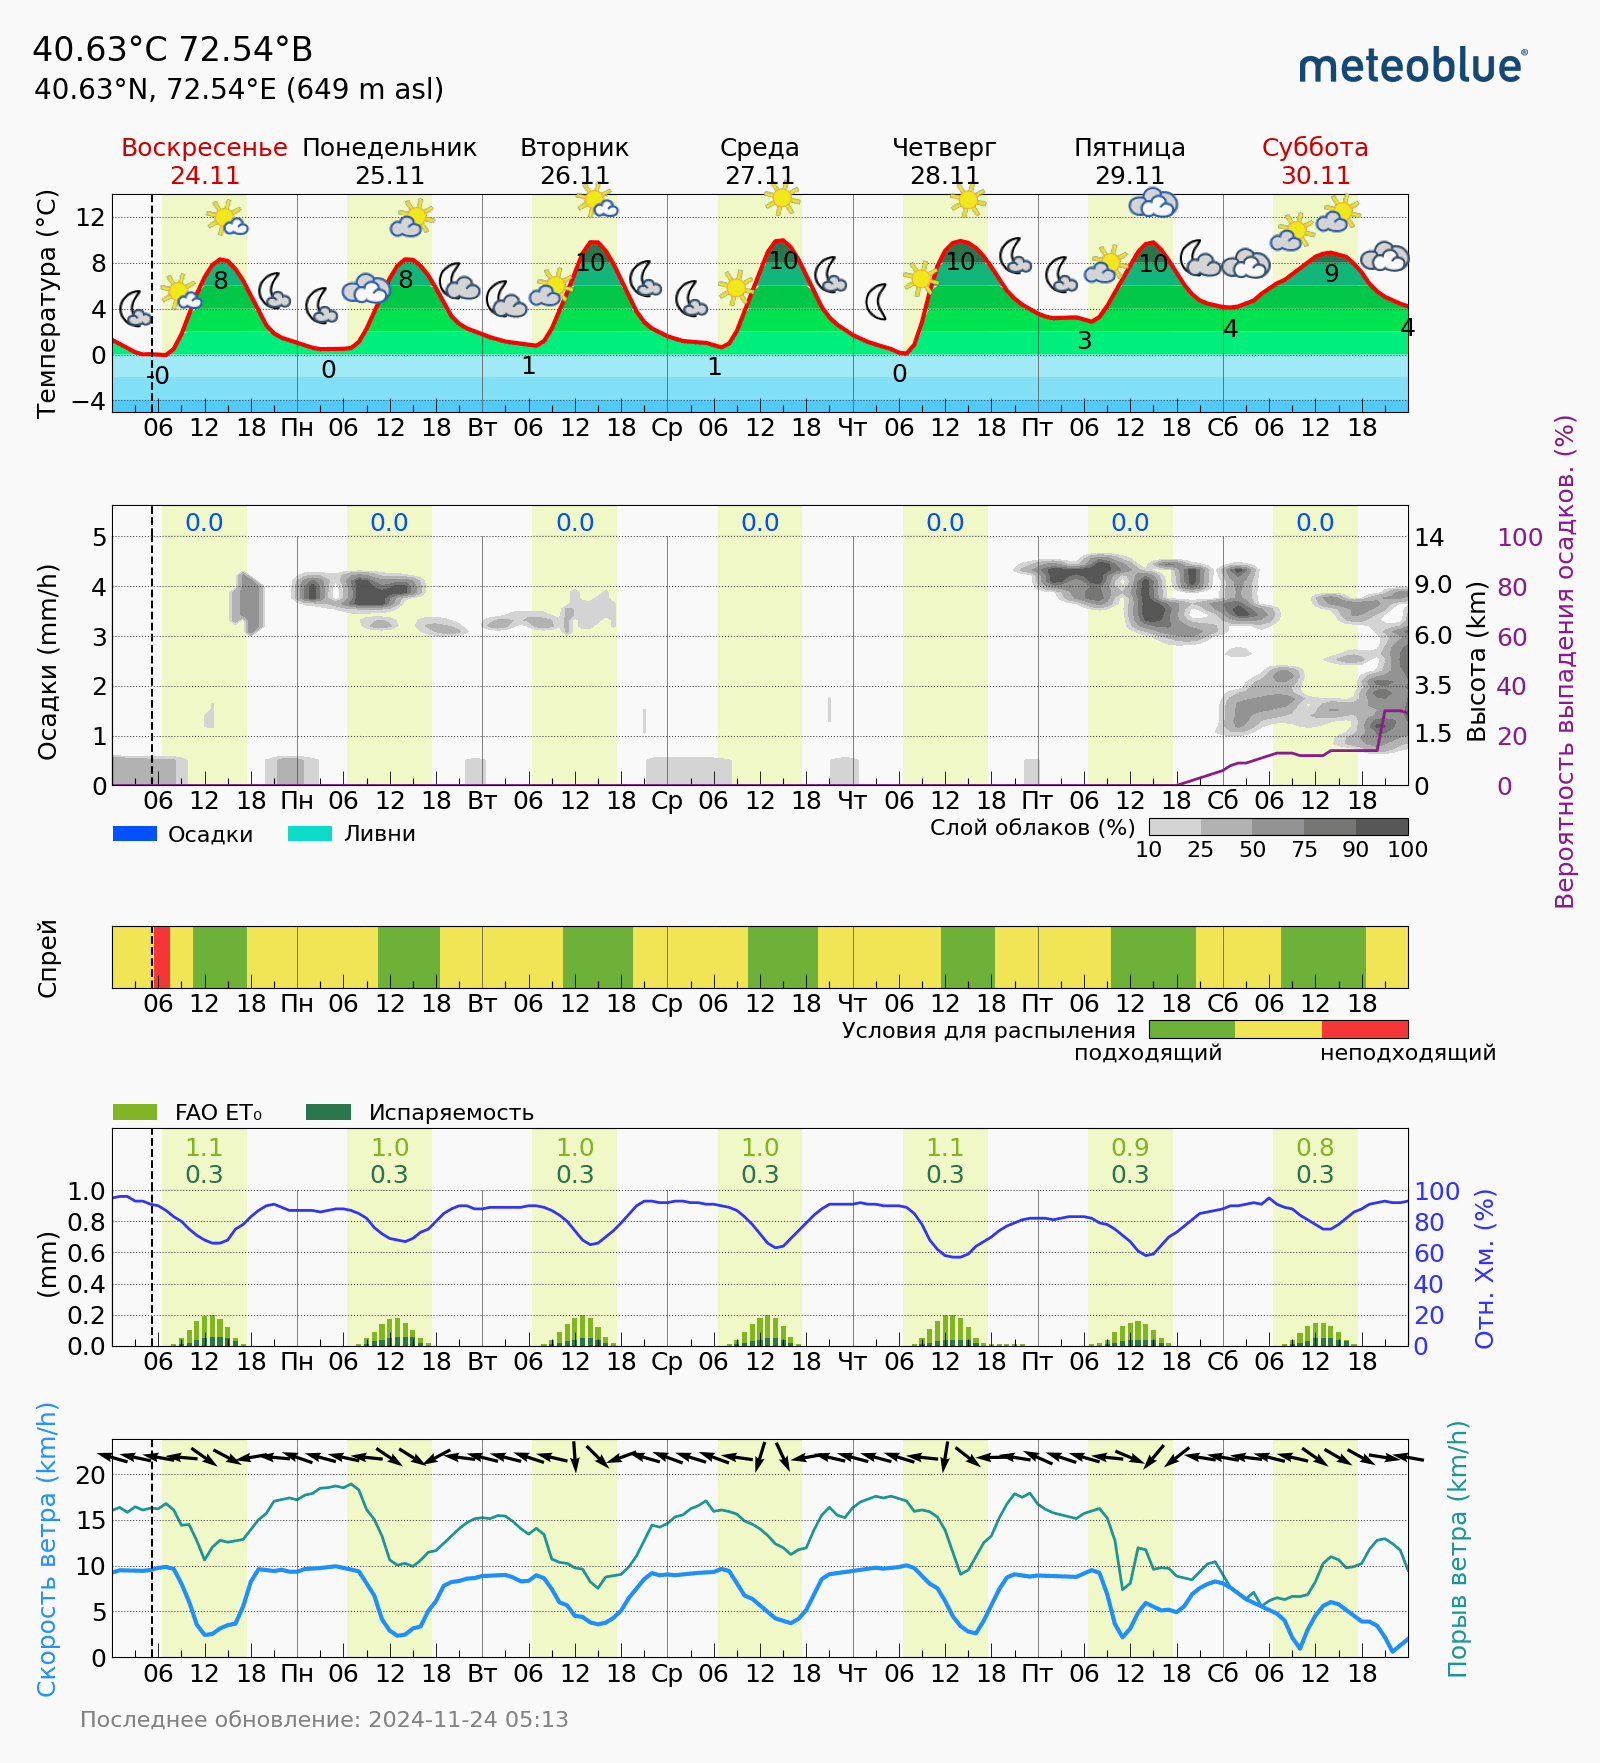 40.63°С 72.54°В
40.63°N, 72.54°E (649 m asl)
meteoblue®
Воскресенье Понедельник Вторник Среда Четверг Пятница Суббота
24.11 25.11 26.11 27.11 28.11 29.11 30.11
Температура (°C)
12
8
4
0
−4
8 8 10 10 10 10 9
-0 0 1 1 0 3 4 4
06 12 18 Пн 06 12 18 Вт 06 12 18 Ср 06 12 18 Чт 06 12 18 Пт 06 12 18 Сб 06 12 18
Осадки (mm/h)
0.0 0.0 0.0 0.0 0.0 0.0 0.0
5 14 100
4 9.0 80
3 6.0 60
2 3.5 40
1 1.5 20
0 0 0
Высота (km)
Вероятность выпадения осадков. (%)
06 12 18 Пн 06 12 18 Вт 06 12 18 Ср 06 12 18 Чт 06 12 18 Пт 06 12 18 Сб 06 12 18
Осадки Ливни
Слой облаков (%)
10 25 50 75 90 100
Спрей
06 12 18 Пн 06 12 18 Вт 06 12 18 Ср 06 12 18 Чт 06 12 18 Пт 06 12 18 Сб 06 12 18
Условия для распыления
подходящий неподходящий
FAO ET₀ Испаряемость
1.1 1.0 1.0 1.0 1.1 0.9 0.8
0.3 0.3 0.3 0.3 0.3 0.3 0.3
(mm)
1.0 100
0.8 80
0.6 60
0.4 40
0.2 20
0.0 0
Отн. Хм. (%)
06 12 18 Пн 06 12 18 Вт 06 12 18 Ср 06 12 18 Чт 06 12 18 Пт 06 12 18 Сб 06 12 18
Скорость ветра (km/h)
20
15
10
5
0
Порыв ветра (km/h)
06 12 18 Пн 06 12 18 Вт 06 12 18 Ср 06 12 18 Чт 06 12 18 Пт 06 12 18 Сб 06 12 18
Последнее обновление: 2024-11-24 05:13